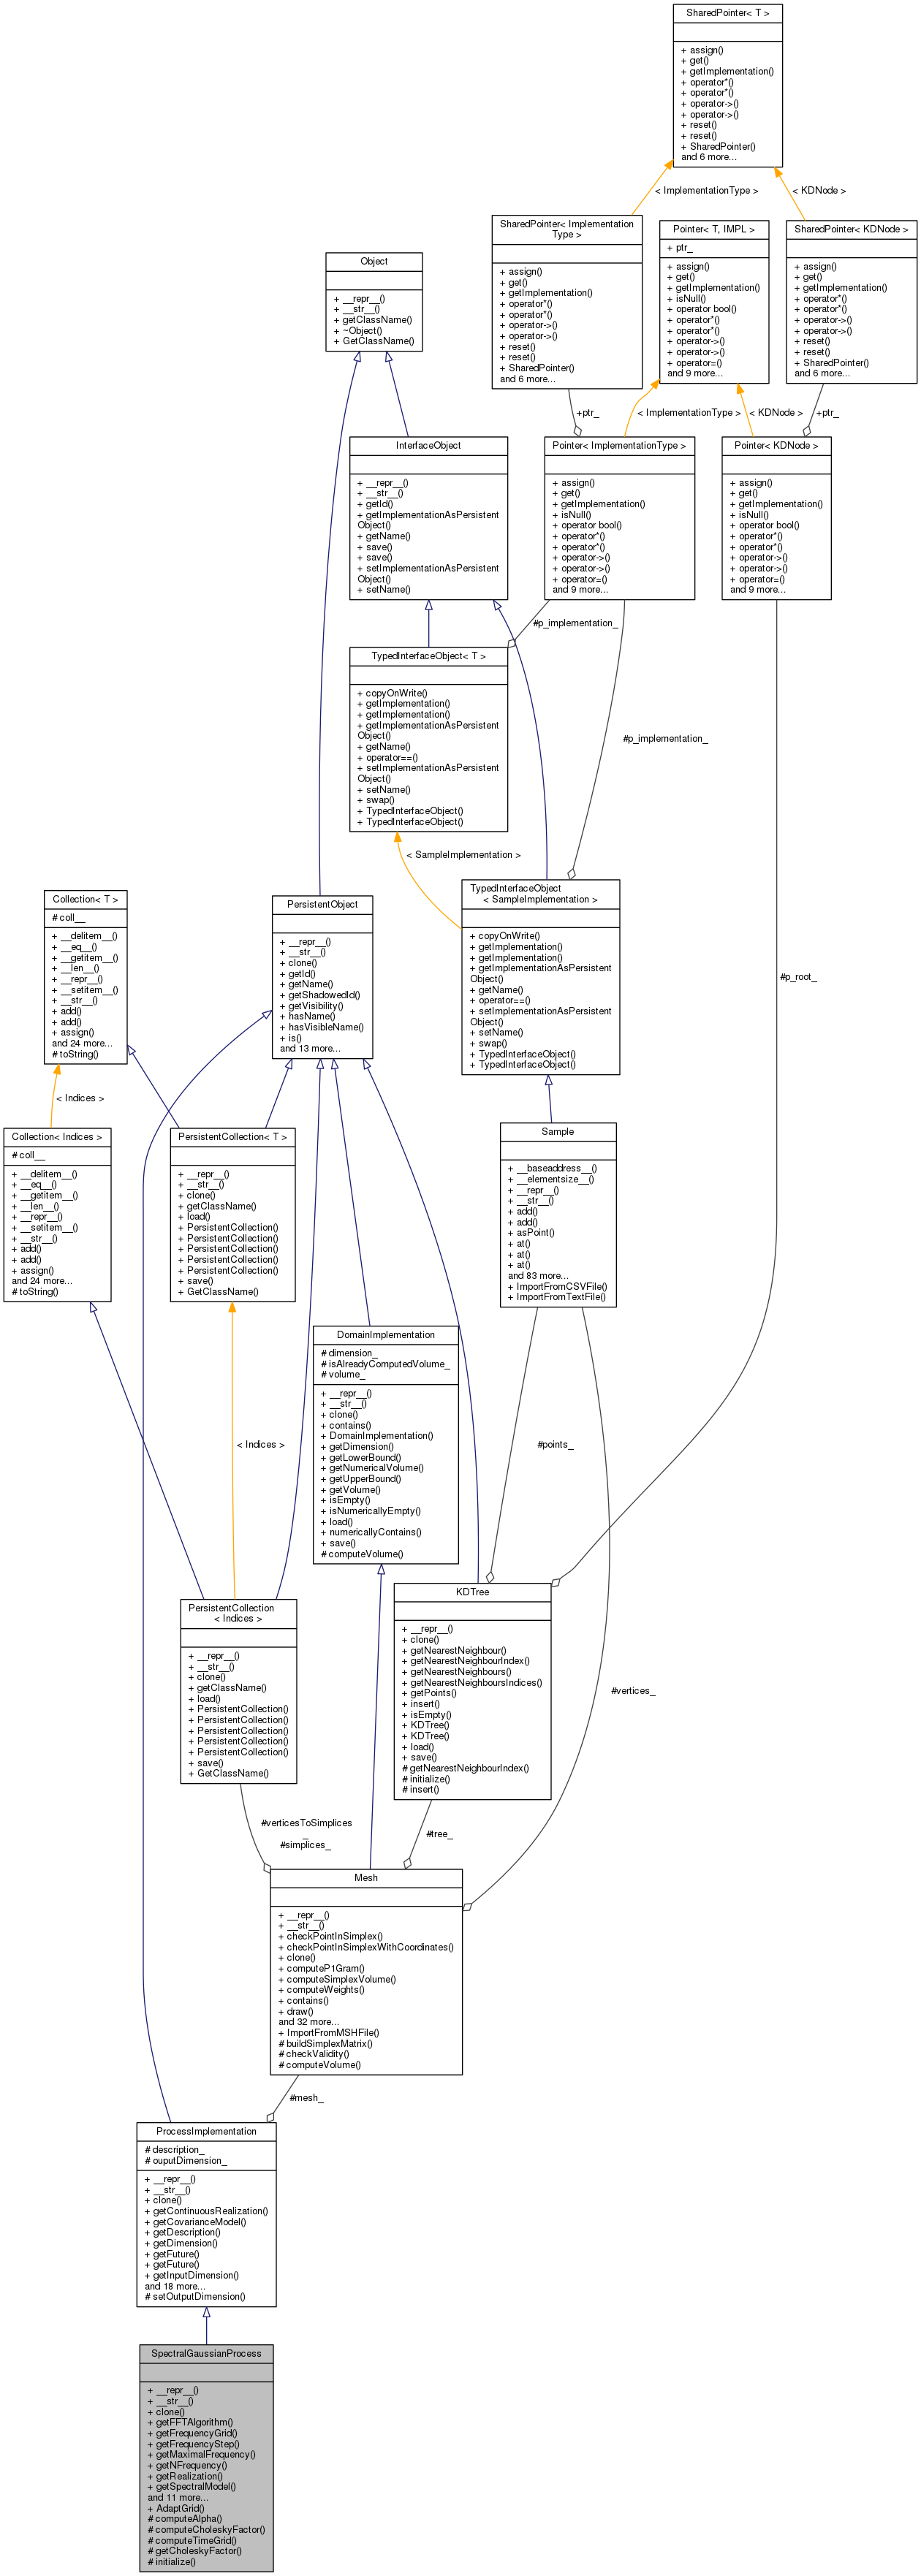 SharedPointer< T >
+ assign()
+ get()
+ getImplementation()
+ operator*()
+ operator*()
+ operator->()
+ operator->()
+ reset()
+ reset()
+ SharedPointer()
and 6 more...
< ImplementationType >
< KDNode >
SharedPointer< Implementation
Type >
+ assign()
+ get()
+ getImplementation()
+ operator*()
+ operator*()
+ operator->()
+ operator->()
+ reset()
+ reset()
+ SharedPointer()
and 6 more...
Pointer< T, IMPL >
+ ptr_
+ assign()
+ get()
+ getImplementation()
+ isNull()
+ operator bool()
+ operator*()
+ operator*()
+ operator->()
+ operator->()
+ operator=()
and 9 more...
SharedPointer< KDNode >
+ assign()
+ get()
+ getImplementation()
+ operator*()
+ operator*()
+ operator->()
+ operator->()
+ reset()
+ reset()
+ SharedPointer()
and 6 more...
Object
+ __repr__()
+ __str__()
+ getClassName()
+ ~Object()
+ GetClassName()
+ptr_
< ImplementationType >
< KDNode >
+ptr_
InterfaceObject
+ __repr__()
+ __str__()
+ getId()
+ getImplementationAsPersistent
Object()
+ getName()
+ save()
+ save()
+ setImplementationAsPersistent
Object()
+ setName()
Pointer< ImplementationType >
+ assign()
+ get()
+ getImplementation()
+ isNull()
+ operator bool()
+ operator*()
+ operator*()
+ operator->()
+ operator->()
+ operator=()
and 9 more...
Pointer< KDNode >
+ assign()
+ get()
+ getImplementation()
+ isNull()
+ operator bool()
+ operator*()
+ operator*()
+ operator->()
+ operator->()
+ operator=()
and 9 more...
#p_implementation_
TypedInterfaceObject< T >
+ copyOnWrite()
+ getImplementation()
+ getImplementation()
+ getImplementationAsPersistent
Object()
+ getName()
+ operator==()
+ setImplementationAsPersistent
Object()
+ setName()
+ swap()
+ TypedInterfaceObject()
+ TypedInterfaceObject()
#p_implementation_
< SampleImplementation >
Collection< T >
# coll__
+ __delitem__()
+ __eq__()
+ __getitem__()
+ __len__()
+ __repr__()
+ __setitem__()
+ __str__()
+ add()
+ add()
+ assign()
and 24 more...
# toString()
PersistentObject
+ __repr__()
+ __str__()
+ clone()
+ getId()
+ getName()
+ getShadowedId()
+ getVisibility()
+ hasName()
+ hasVisibleName()
+ is()
and 13 more...
TypedInterfaceObject
< SampleImplementation >
+ copyOnWrite()
+ getImplementation()
+ getImplementation()
+ getImplementationAsPersistent
Object()
+ getName()
+ operator==()
+ setImplementationAsPersistent
Object()
+ setName()
+ swap()
+ TypedInterfaceObject()
+ TypedInterfaceObject()
#p_root_
< Indices >
Collection< Indices >
# coll__
+ __delitem__()
+ __eq__()
+ __getitem__()
+ __len__()
+ __repr__()
+ __setitem__()
+ __str__()
+ add()
+ add()
+ assign()
and 24 more...
# toString()
PersistentCollection< T >
+ __repr__()
+ __str__()
+ clone()
+ getClassName()
+ load()
+ PersistentCollection()
+ PersistentCollection()
+ PersistentCollection()
+ PersistentCollection()
+ PersistentCollection()
+ save()
+ GetClassName()
Sample
+ __baseaddress__()
+ __elementsize__()
+ __repr__()
+ __str__()
+ add()
+ add()
+ asPoint()
+ at()
+ at()
+ at()
and 83 more...
+ ImportFromCSVFile()
+ ImportFromTextFile()
DomainImplementation
# dimension_
# isAlreadyComputedVolume_
# volume_
+ __repr__()
+ __str__()
+ clone()
+ contains()
+ DomainImplementation()
+ getDimension()
+ getLowerBound()
+ getNumericalVolume()
+ getUpperBound()
+ getVolume()
+ isEmpty()
+ isNumericallyEmpty()
+ load()
+ numericallyContains()
+ save()
# computeVolume()
< Indices >
#points_
KDTree
+ __repr__()
+ clone()
+ getNearestNeighbour()
+ getNearestNeighbourIndex()
+ getNearestNeighbours()
+ getNearestNeighboursIndices()
+ getPoints()
+ insert()
+ isEmpty()
+ KDTree()
+ KDTree()
+ load()
+ save()
# getNearestNeighbourIndex()
# initialize()
# insert()
PersistentCollection
< Indices >
+ __repr__()
+ __str__()
+ clone()
+ getClassName()
+ load()
+ PersistentCollection()
+ PersistentCollection()
+ PersistentCollection()
+ PersistentCollection()
+ PersistentCollection()
+ save()
+ GetClassName()
#vertices_
#verticesToSimplices
_
#simplices_
#tree_
Mesh
+ __repr__()
+ __str__()
+ checkPointInSimplex()
+ checkPointInSimplexWithCoordinates()
+ clone()
+ computeP1Gram()
+ computeSimplexVolume()
+ computeWeights()
+ contains()
+ draw()
and 32 more...
+ ImportFromMSHFile()
# buildSimplexMatrix()
# checkValidity()
# computeVolume()
#mesh_
ProcessImplementation
# description_
# ouputDimension_
+ __repr__()
+ __str__()
+ clone()
+ getContinuousRealization()
+ getCovarianceModel()
+ getDescription()
+ getDimension()
+ getFuture()
+ getFuture()
+ getInputDimension()
and 18 more...
# setOutputDimension()
SpectralGaussianProcess
+ __repr__()
+ __str__()
+ clone()
+ getFFTAlgorithm()
+ getFrequencyGrid()
+ getFrequencyStep()
+ getMaximalFrequency()
+ getNFrequency()
+ getRealization()
+ getSpectralModel()
and 11 more...
+ AdaptGrid()
# computeAlpha()
# computeCholeskyFactor()
# computeTimeGrid()
# getCholeskyFactor()
# initialize()